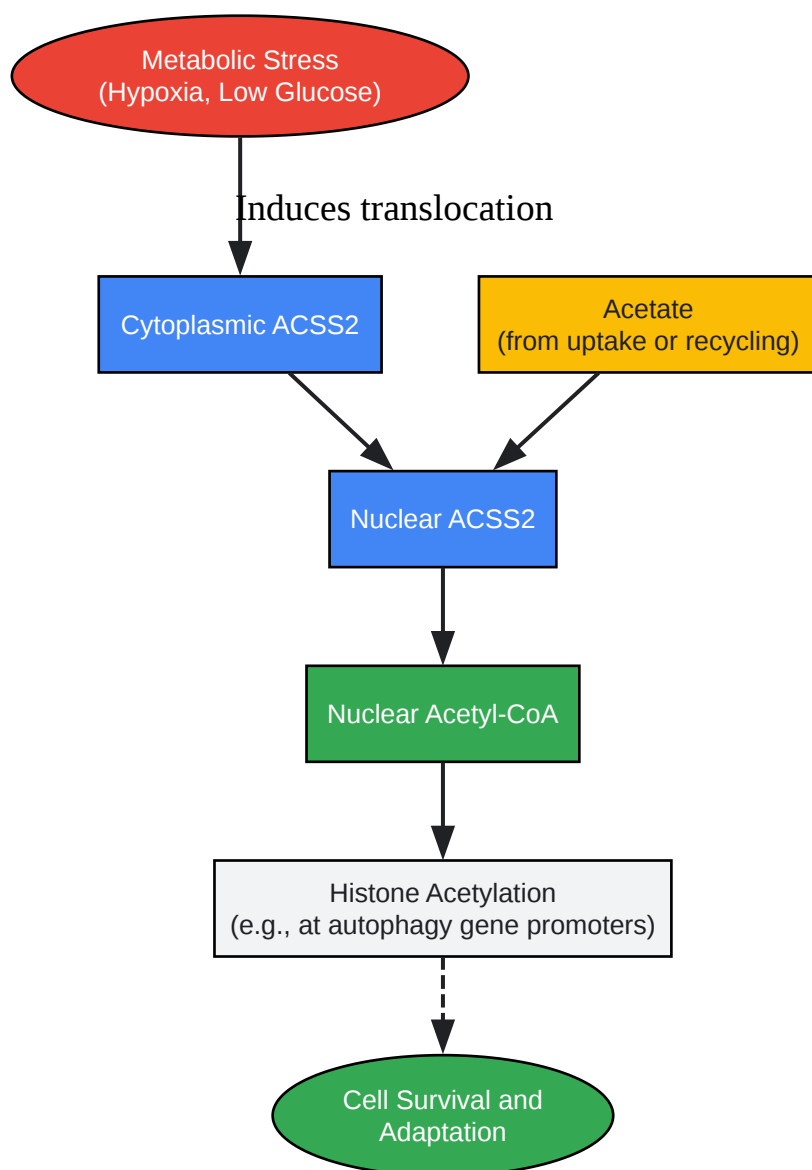 Metabolic Stress
(Hypoxia, Low Glucose)
Induces translocation
Cytoplasmic ACSS2
Acetate
(from uptake or recycling)
Nuclear ACSS2
Nuclear Acetyl-CoA
Histone Acetylation
(e.g., at autophagy gene promoters)
Cell Survival and
Adaptation